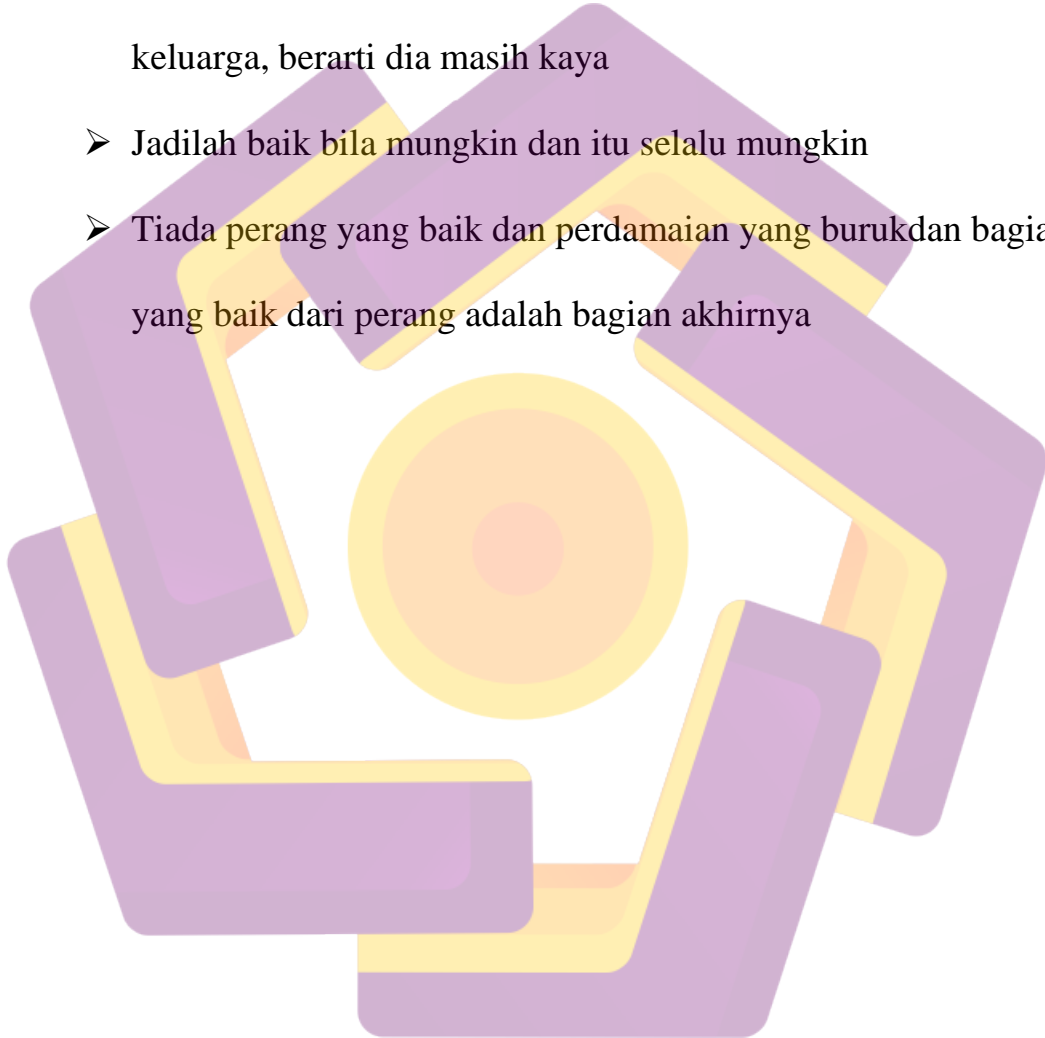 keluarga, berarti dia masih kaya
➢ Jadilah baik bila mungkin dan itu selalu mungkin
➢ Tiada perang yang baik dan perdamaian yang burukdan bagia
yang baik dari perang adalah bagian akhirnya